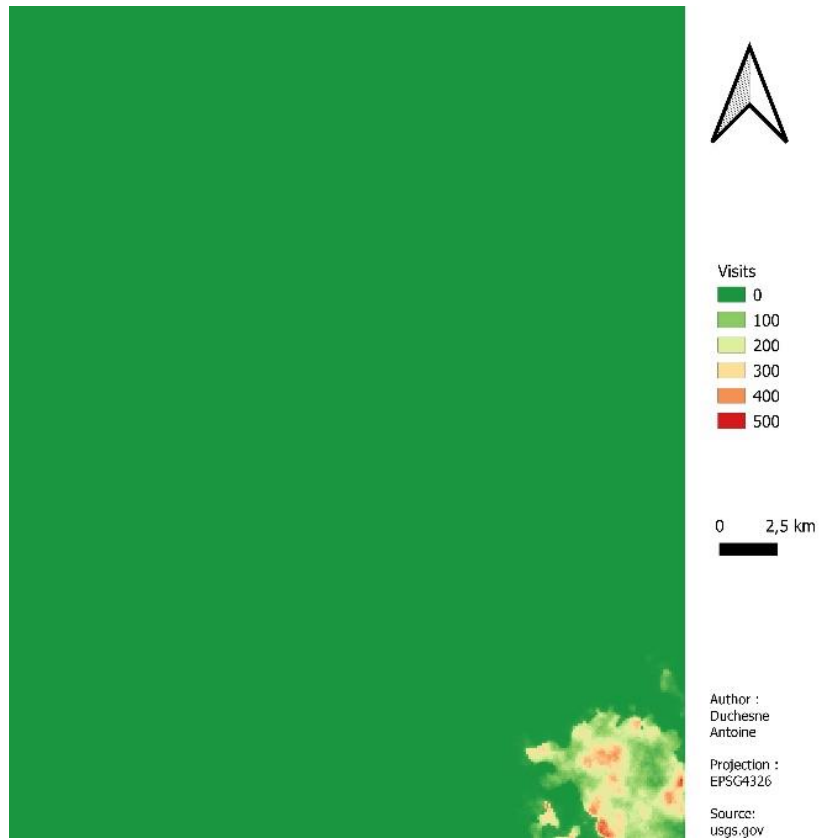 Visits
0
100
200
300
400
500
0 2,5 km
Author :
Duchesne
Antoine
Projection :
EPSG4326
Source:
usgs.gov